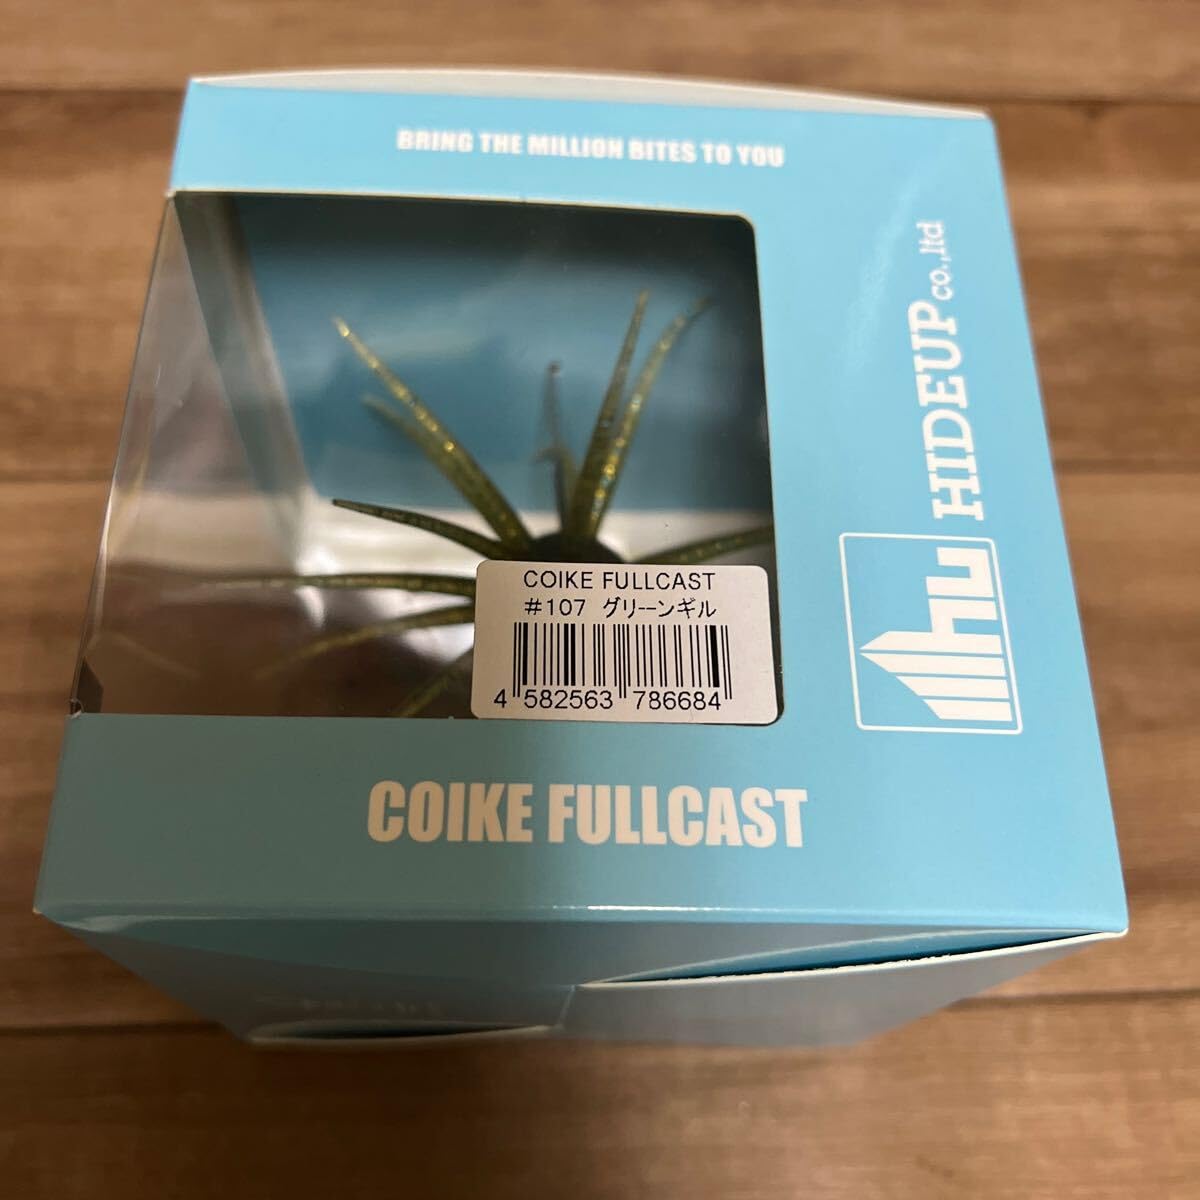 BRING THE MILLION BITES TO YOU
HIDEUP co.,ltd
hu
COIKE FULLCAST
#107 グリーンギル
4 582563 786684
COIKE FULLCAST